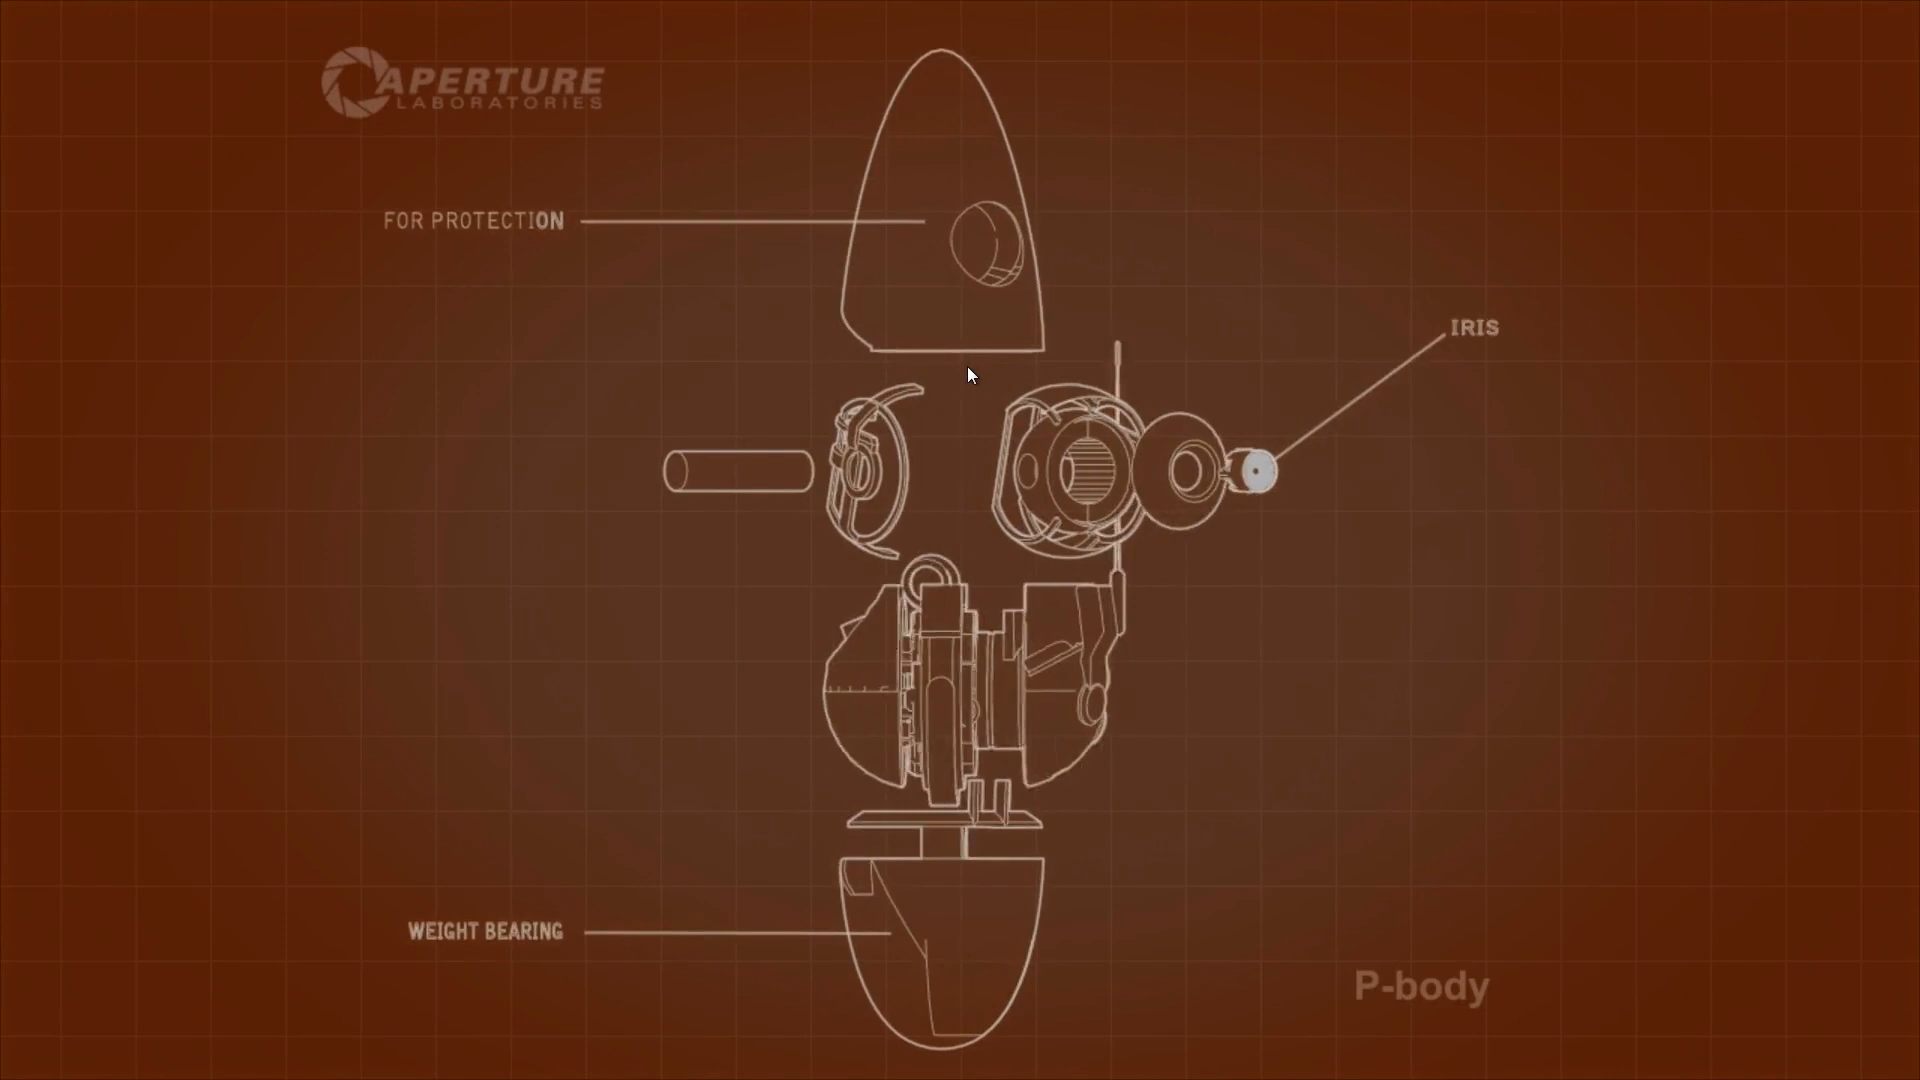 APERTURE
LABORATORIES
FOR PROTECTION
IRIS
WEIGHT BEARING
P-body